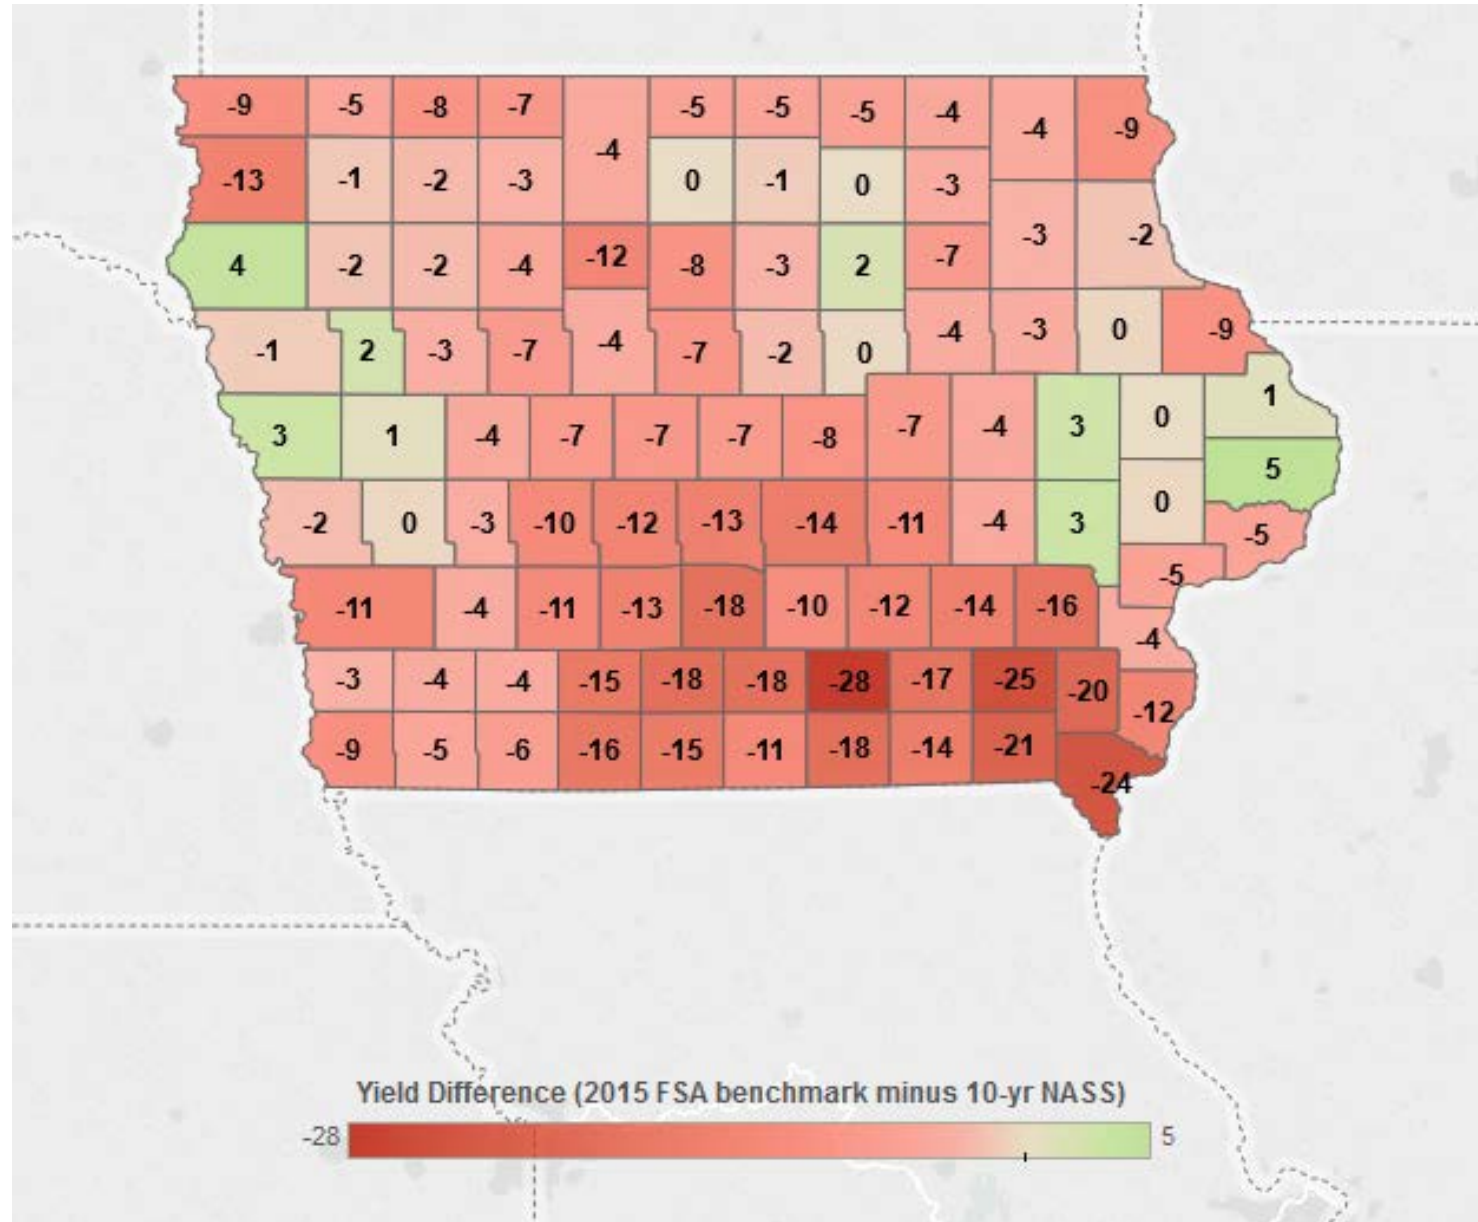 -9 -5 -8 -7 -5 -5 -5 -4 -4 -9
-4
-13 -1 -2 -3 0 -1 0 -3
-3 -2
4 -2 -2 -4 -12 -8 -3 2 -7
-1 2 -3 -7 -4 -7 -2 0 -4 -3 0 -9
1
3 1 -4 -7 -7 -7 -8 -7 -4 3 0
5
-2 0 -3 -10 -12 -13 -14 -11 -4 3 0 -5
-5
-11 -4 -11 -13 -18 -10 -12 -14 -16
-4
-3 -4 -4 -15 -18 -18 -28 -17 -25 -20
-12
-9 -5 -6 -16 -15 -11 -18 -14 -21
-24
Yield Difference (2015 FSA benchmark minus 10-yr NASS)
-28 5